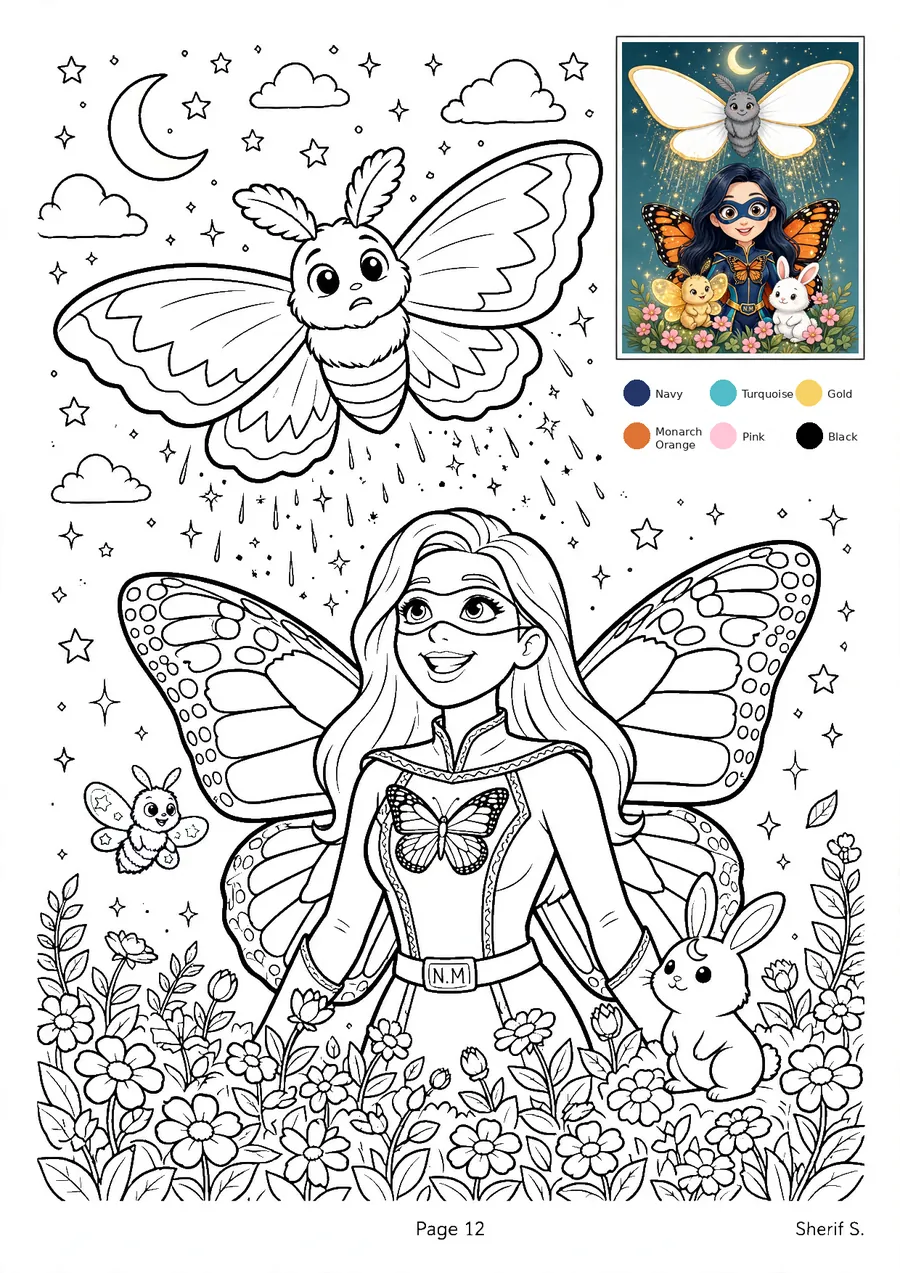 Navy
Turquoise
Gold
Monarch
Orange
Pink
Black
N.M
Page 12
Sherif S.